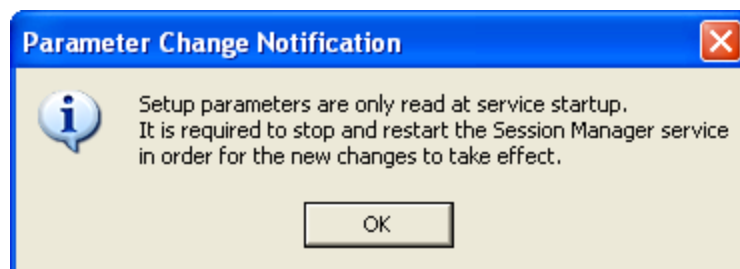 Parameter Change Notification
Setup parameters are only read at service startup.
It is required to stop and restart the Session Manager service
in order for the new changes to take effect.
OK